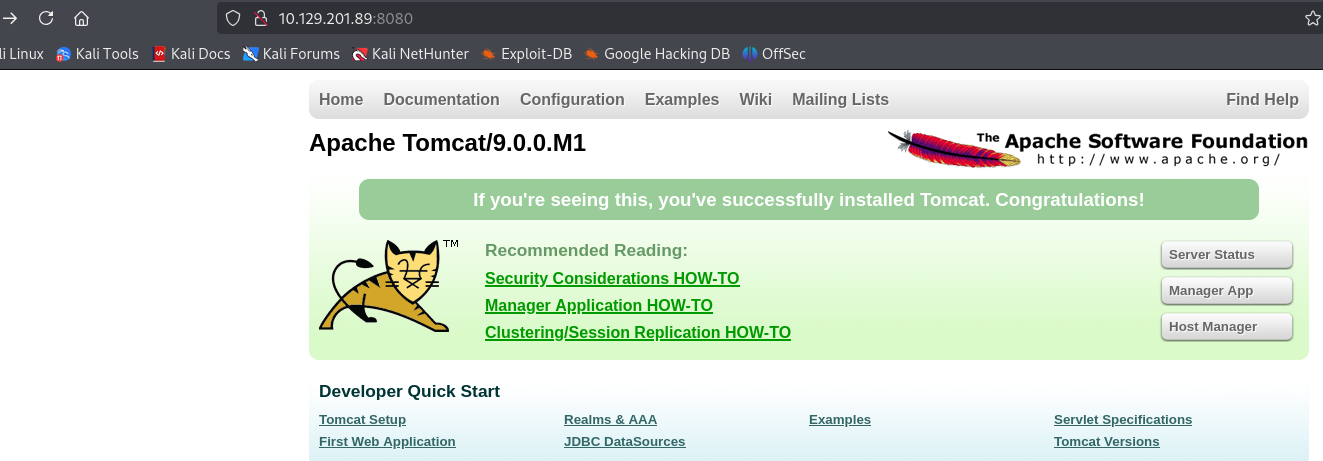 10.129.201.89:8080
li Linux Kali Tools Kali Docs Kali Forums Kali NetHunter Exploit-DB Google Hacking DB OffSec
Home Documentation Configuration Examples Wiki Mailing Lists Find Help
Apache Tomcat/9.0.0.M1
The Apache Software Foundation
http://www.apache.org/
If you're seeing this, you've successfully installed Tomcat. Congratulations!
TM
Recommended Reading:
Security Considerations HOW-TO
Manager Application HOW-TO
Clustering/Session Replication HOW-TO
Server Status
Manager App
Host Manager
Developer Quick Start
Tomcat Setup Realms & AAA Examples Servlet Specifications
First Web Application JDBC DataSources Tomcat Versions